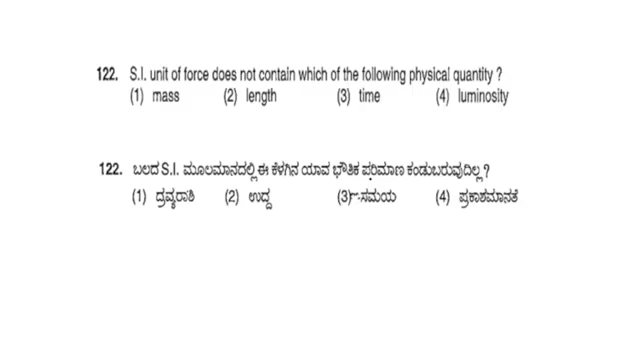 122. S.I. unit of force does not contain which of the following physical quantity ?
(1) mass (2) length (3) time (4) luminosity
122. ಬಲದ S.I. ಮೂಲಮಾನದಲ್ಲಿ ಈ ಕೆಳಗಿನ ಯಾವ ಭೌತಿಕ ಪರಿಮಾಣ ಕಂಡುಬರುವುದಿಲ್ಲ ?
(1) ದ್ರವ್ಯರಾಶಿ (2) ಉದ್ದ (3) ಸಮಯ (4) ಪ್ರಕಾಶಮಾನತೆ